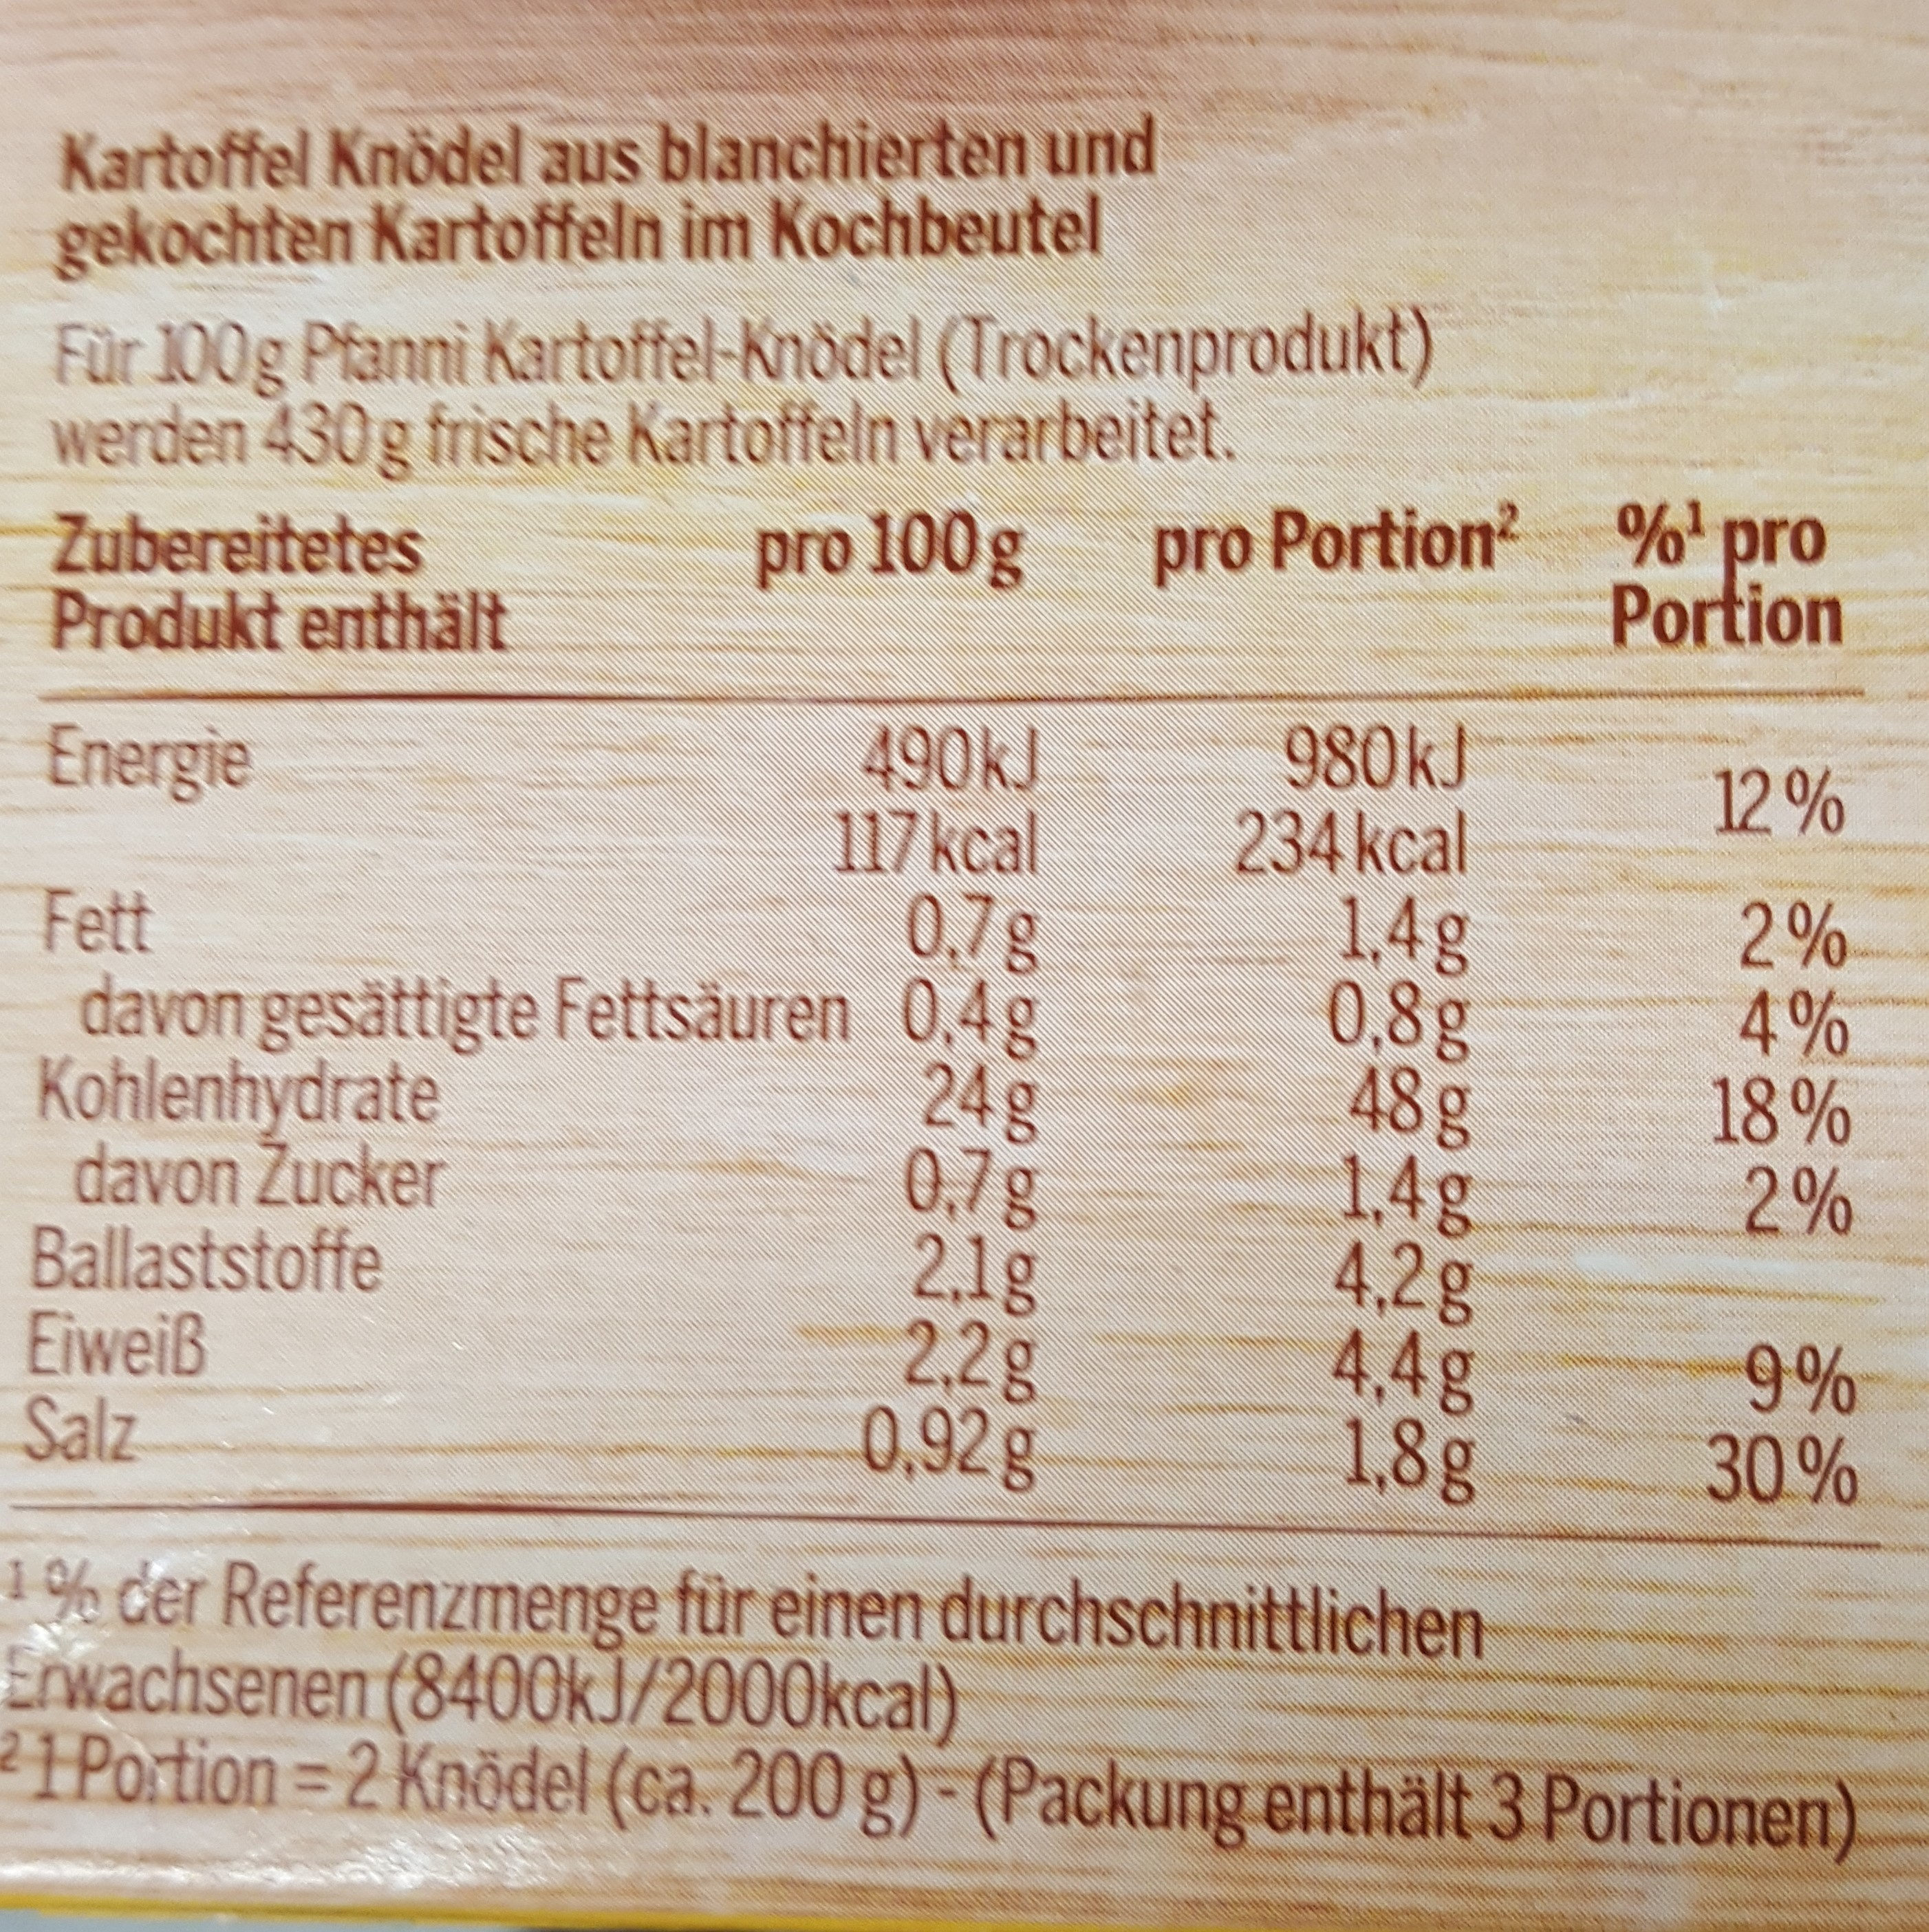 Kartoffel Knödel aus blanchierten und
gekochten Kartoffeln im Kochbeutel
Für 100g Pfanni Kartoffel-Knödel (Trockenprodukt)
werden 430g frische Kartoffeln verarbeitet.
Zubereitetes pro 100g pro Portion² %¹ pro
Produkt enthält Portion
Energie 490kJ 980kJ 12%
117kcal 234kcal
Fett 0,7g 1,4g 2%
davon gesättigte Fettsäuren 0,4g 0,8g 4%
Kohlenhydrate 24g 48g 18%
davon Zucker 0,7g 1,4g 2%
Ballaststoffe 2,1g 4,2g
Eiweiß 2,2g 4,4g 9%
Salz 0,92g 1,8g 30%
¹ % der Referenzmenge für einen durchschnittlichen
Erwachsenen (8400kJ/2000kcal)
² 1 Portion = 2 Knödel (ca. 200 g) - (Packung enthält 3 Portionen)